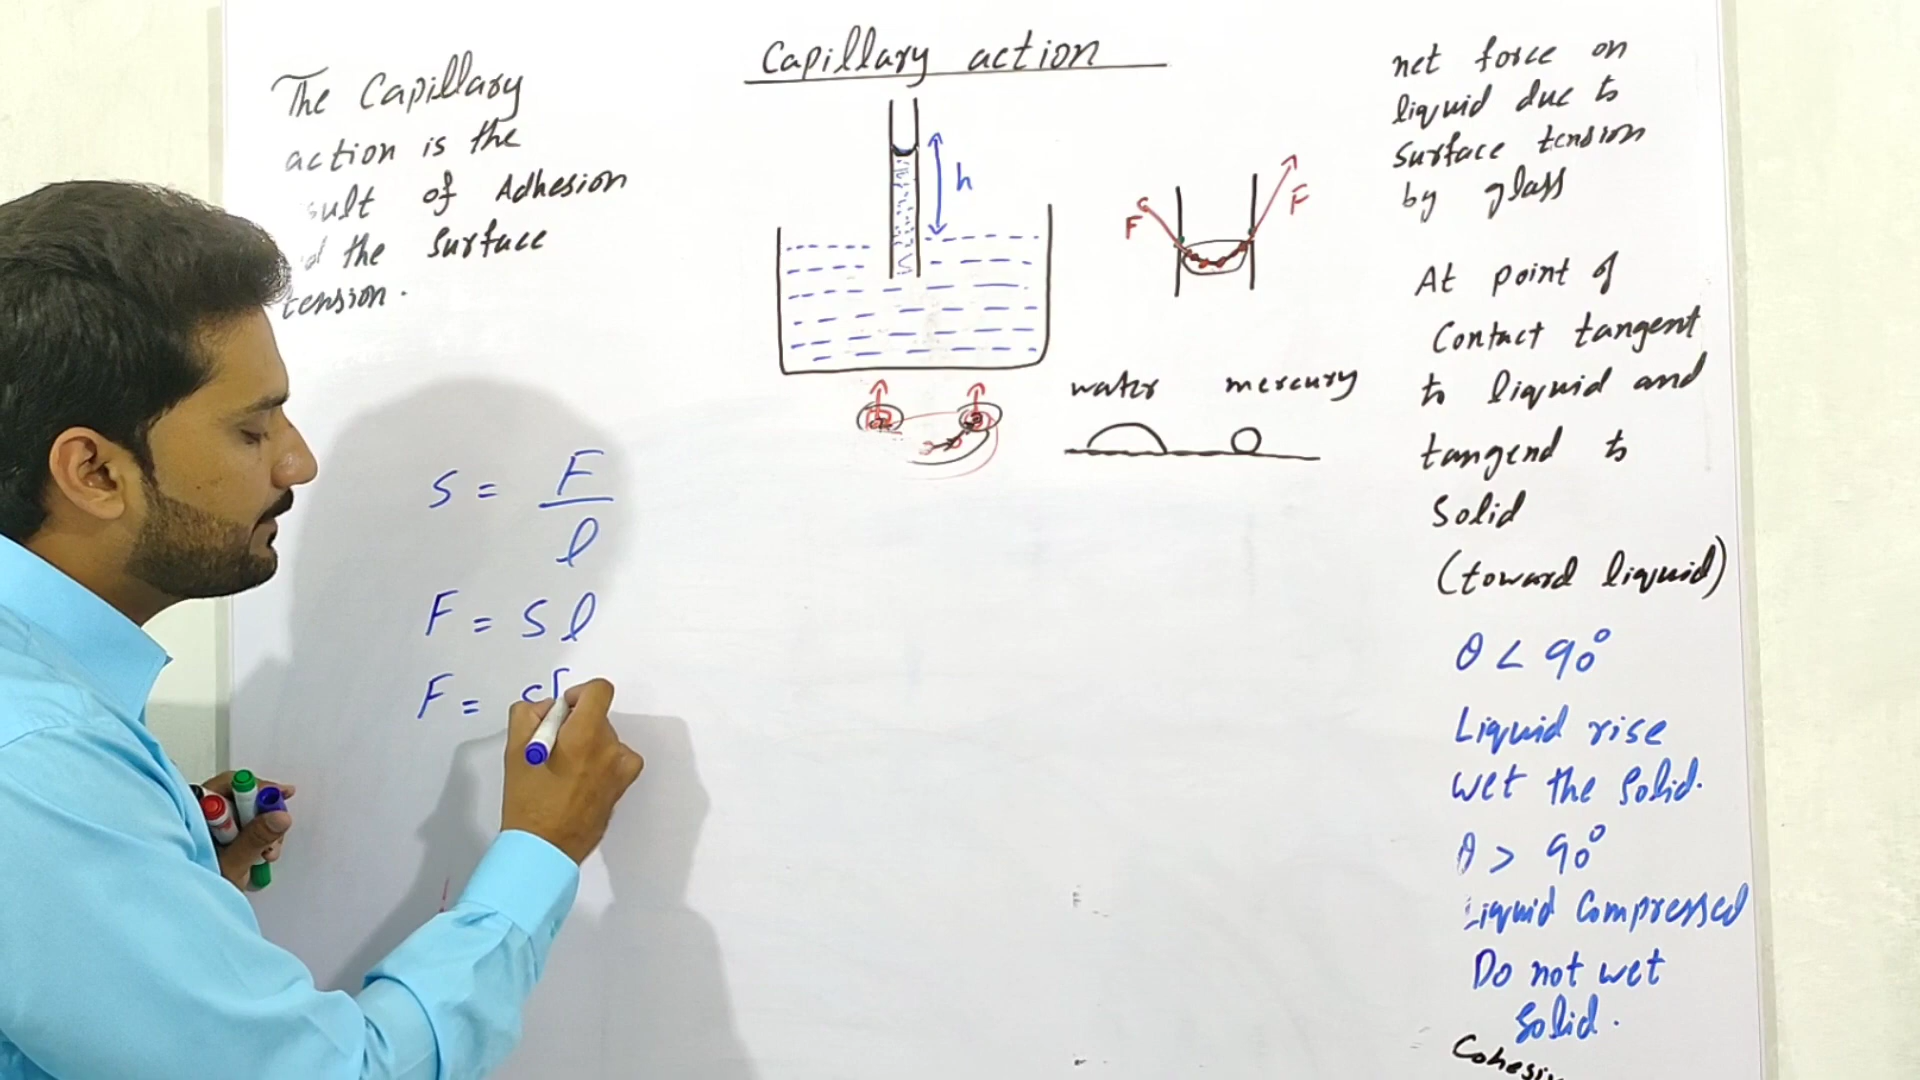 Capillary action
The Capillary
action is the
sult of Adhesion
the Surface
tension.
h
F F
water mercury
S = F
l
F = S l
F = S
net force on
liquid due to
surface tension
by glass
At point of
Contact tangent
to liquid and
tangend to
Solid
(toward liquid)
θ < 90°
Liquid rise
wet the Solid.
θ > 90°
Liquid Compressed
Do not wet
Solid.